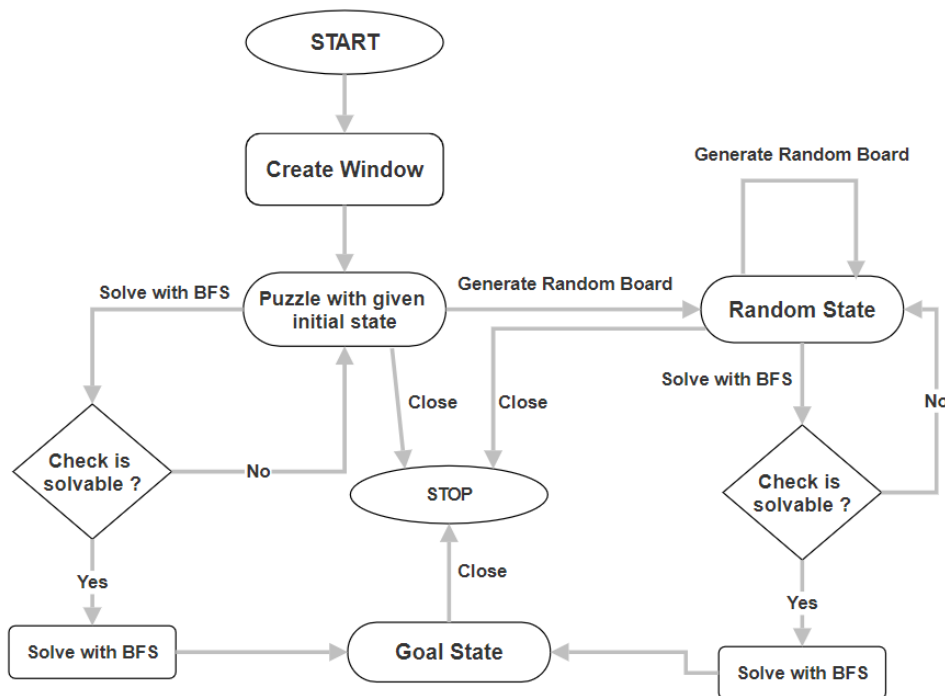 START
Create Window
Generate Random Board
Solve with BFS
Puzzle with given
initial state
Generate Random Board
Random State
Solve with BFS
Close
Close
No
Check is
solvable ?
No
STOP
Check is
solvable ?
Close
Yes
Yes
Solve with BFS
Goal State
Solve with BFS